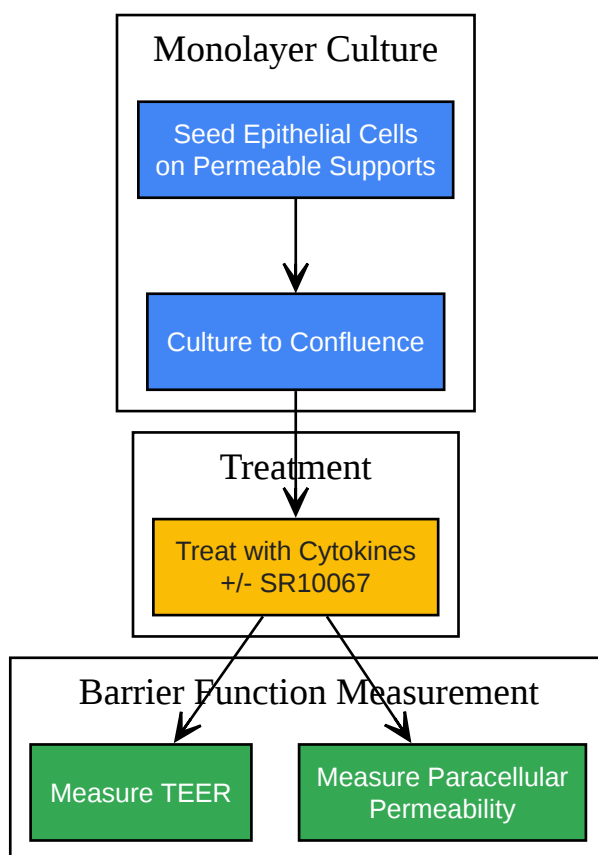 Monolayer Culture
Seed Epithelial Cells
on Permeable Supports
Culture to Confluence
Treatment
Treat with Cytokines
+/- SR10067
Barrier Function Measurement
Measure TEER
Measure Paracellular
Permeability